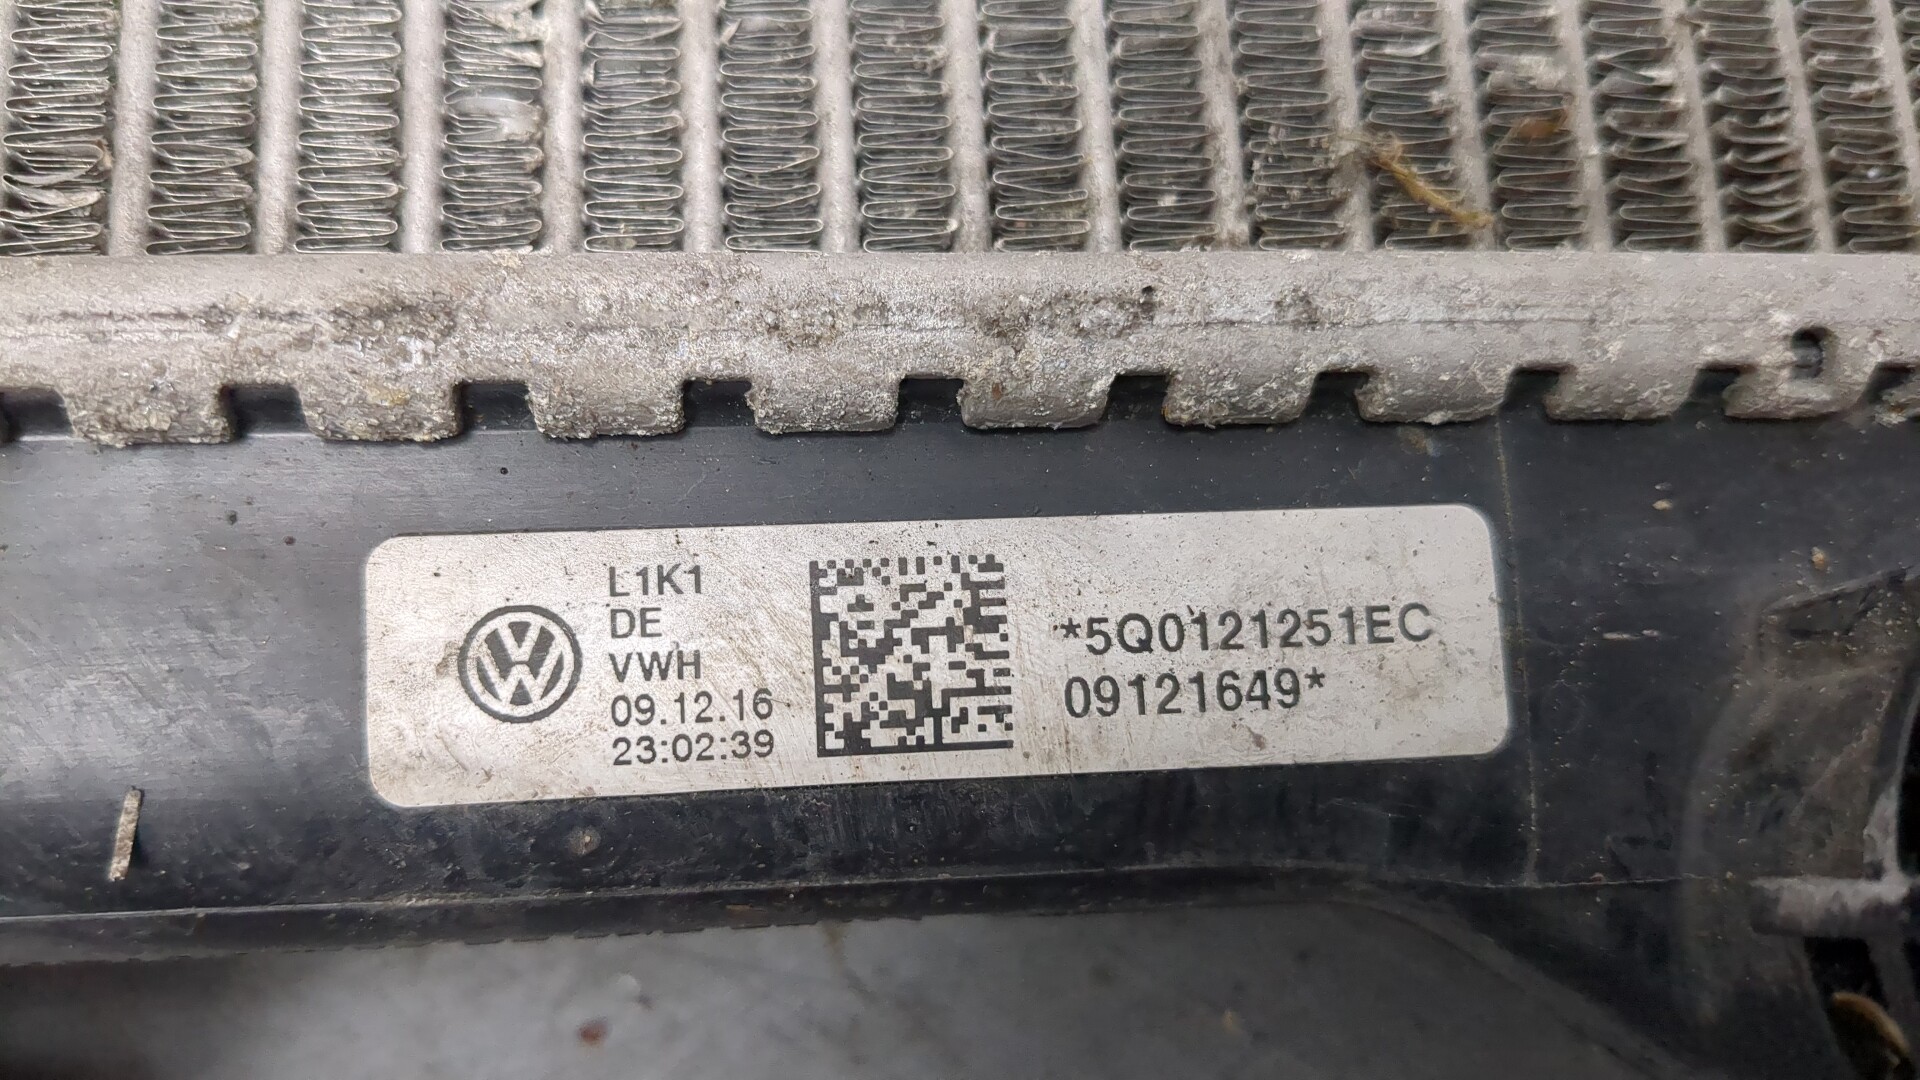 L1K1
DE
VWH
09.12.16
23:02:39
*5Q0121251EC
09121649*